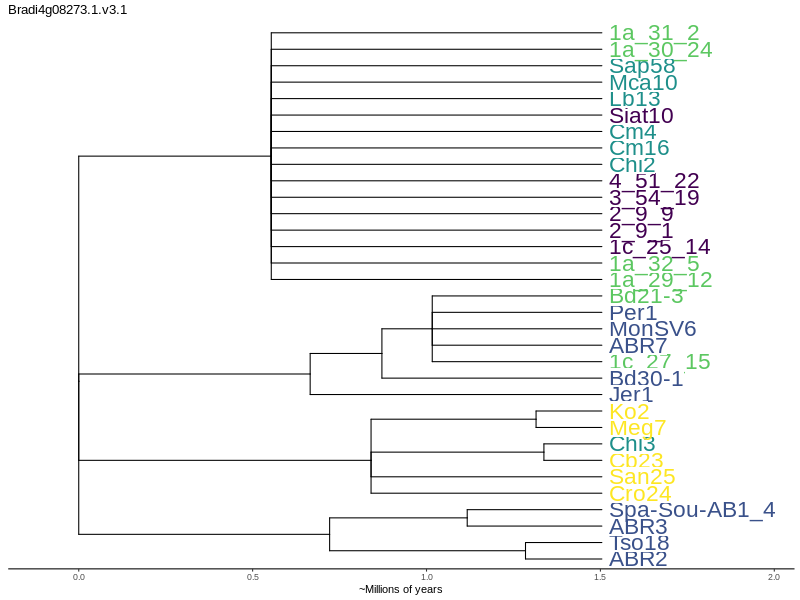 Bradi4g08273.1.v3.1
1a_31_2
1a_30_24
Sap58
Mca10
Lb13
Siat10
Cm4
Cm16
Chi2
4_51_22
3_54_19
2_9_9
2_9_1
1c_25_14
1a_32_5
1a_29_12
Bd21-3
Per1
MonSV6
ABR7
1c_27_15
Bd30-1
Jer1
Ko2
Meg7
Chi3
Cb23
San25
Cro24
Spa-Sou-AB1_4
ABR3
Tso18
ABR2
0.0 0.5 1.0 1.5 2.0
~Millions of years